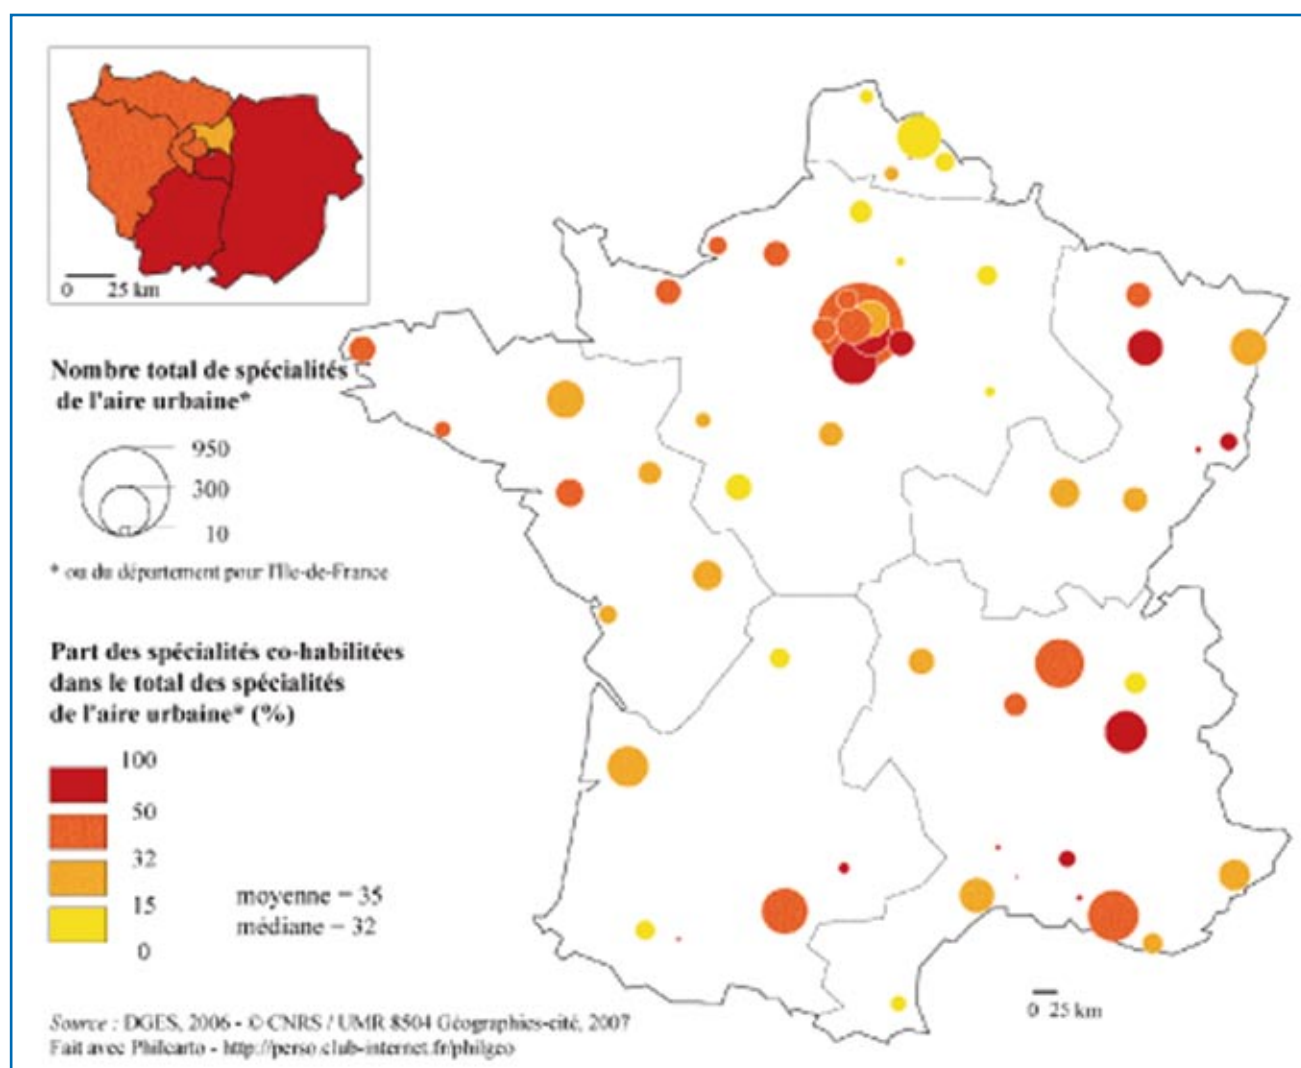 0 25 km
Nombre total de spécialités
de l'aire urbaine*
950
300
10
* ou du département pour l'Ile-de-France
Part des spécialités co-habilitées
dans le total des spécialités
de l'aire urbaine* (%)
100
50
32
15
0
moyenne = 35
médiane = 32
0 25 km
Source : DGES, 2006 - © CNRS / UMR 8504 Géographies-cité, 2007
Fait avec Philcarto - http://perso.club-internet.fr/philgeo